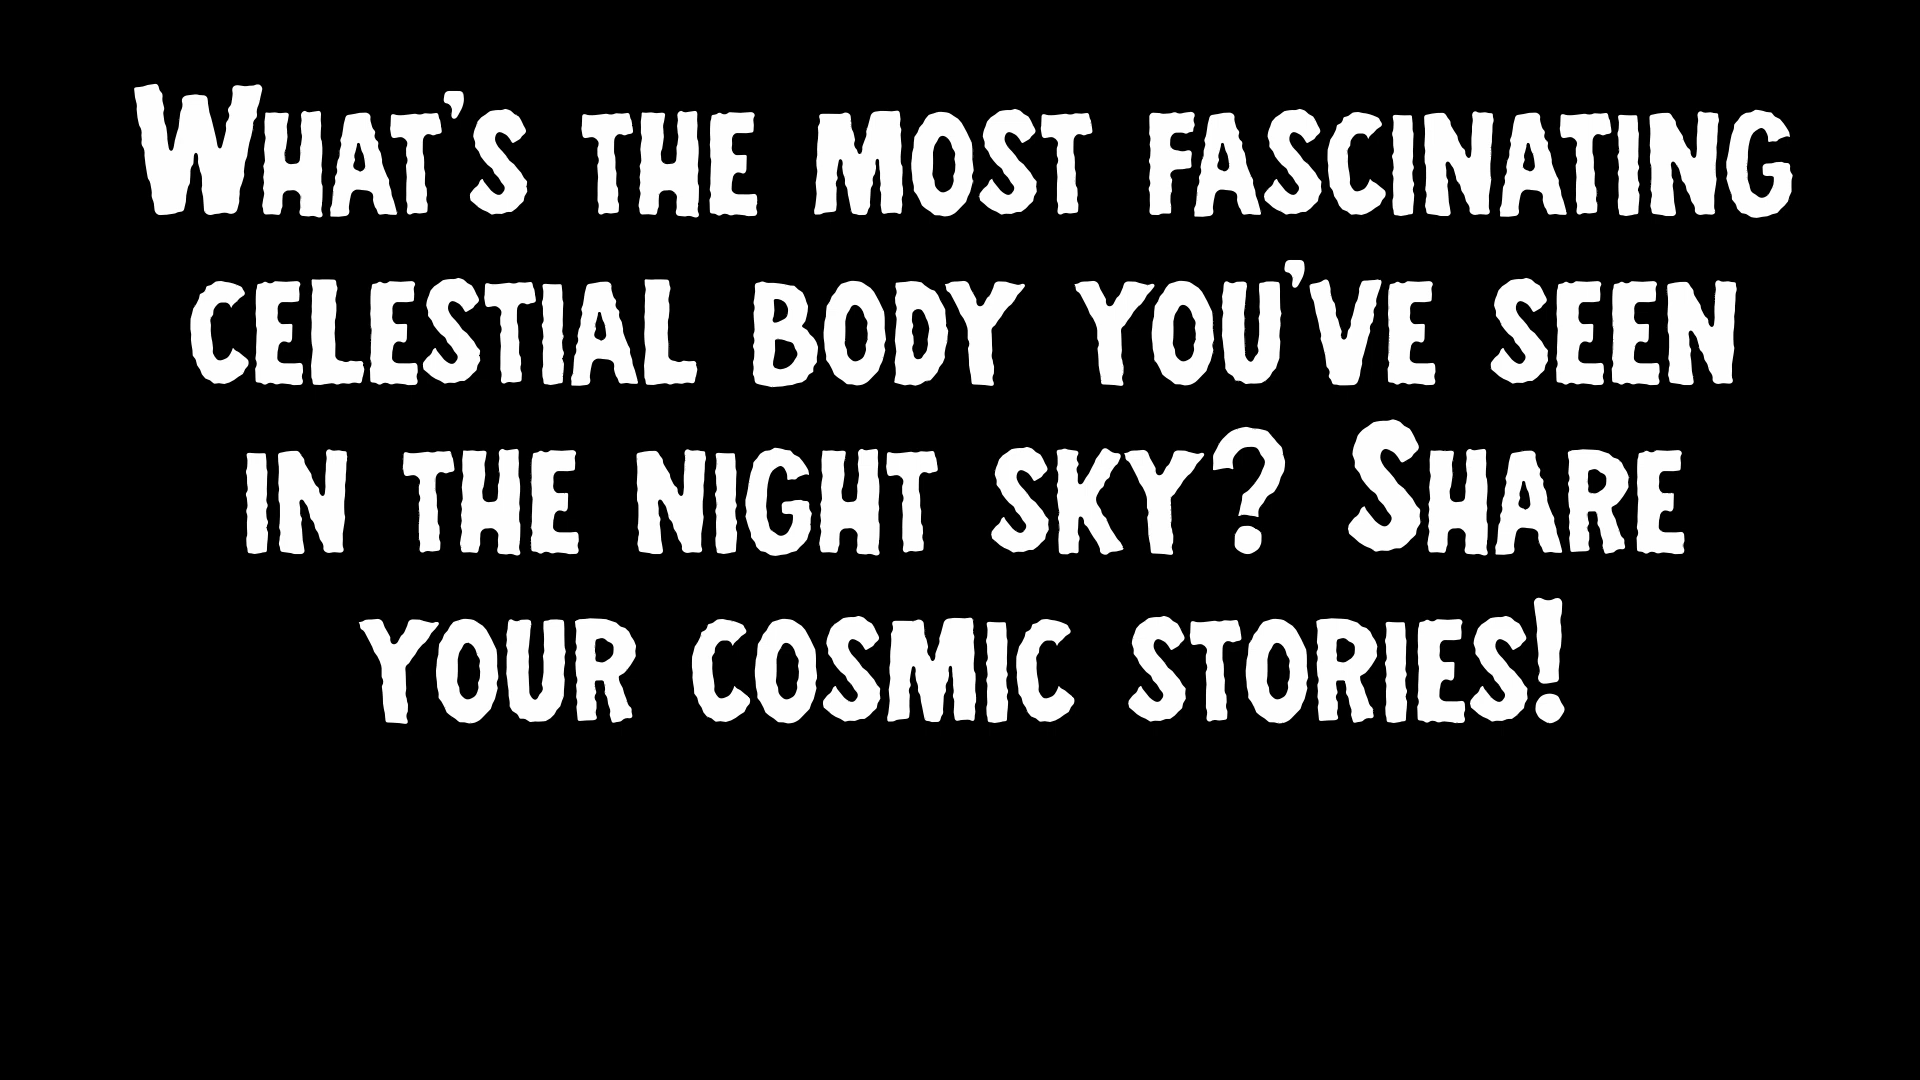 What's the most fascinating
celestial body you've seen
in the night sky? Share
your cosmic stories!